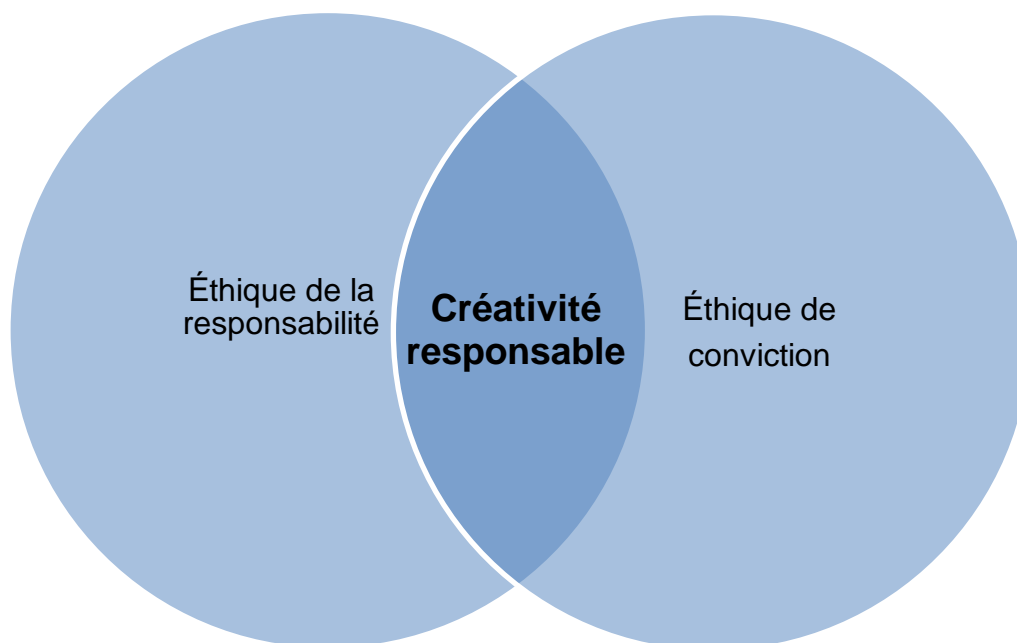 Éthique de la
responsabilité
Créativité
responsable
Éthique de
conviction